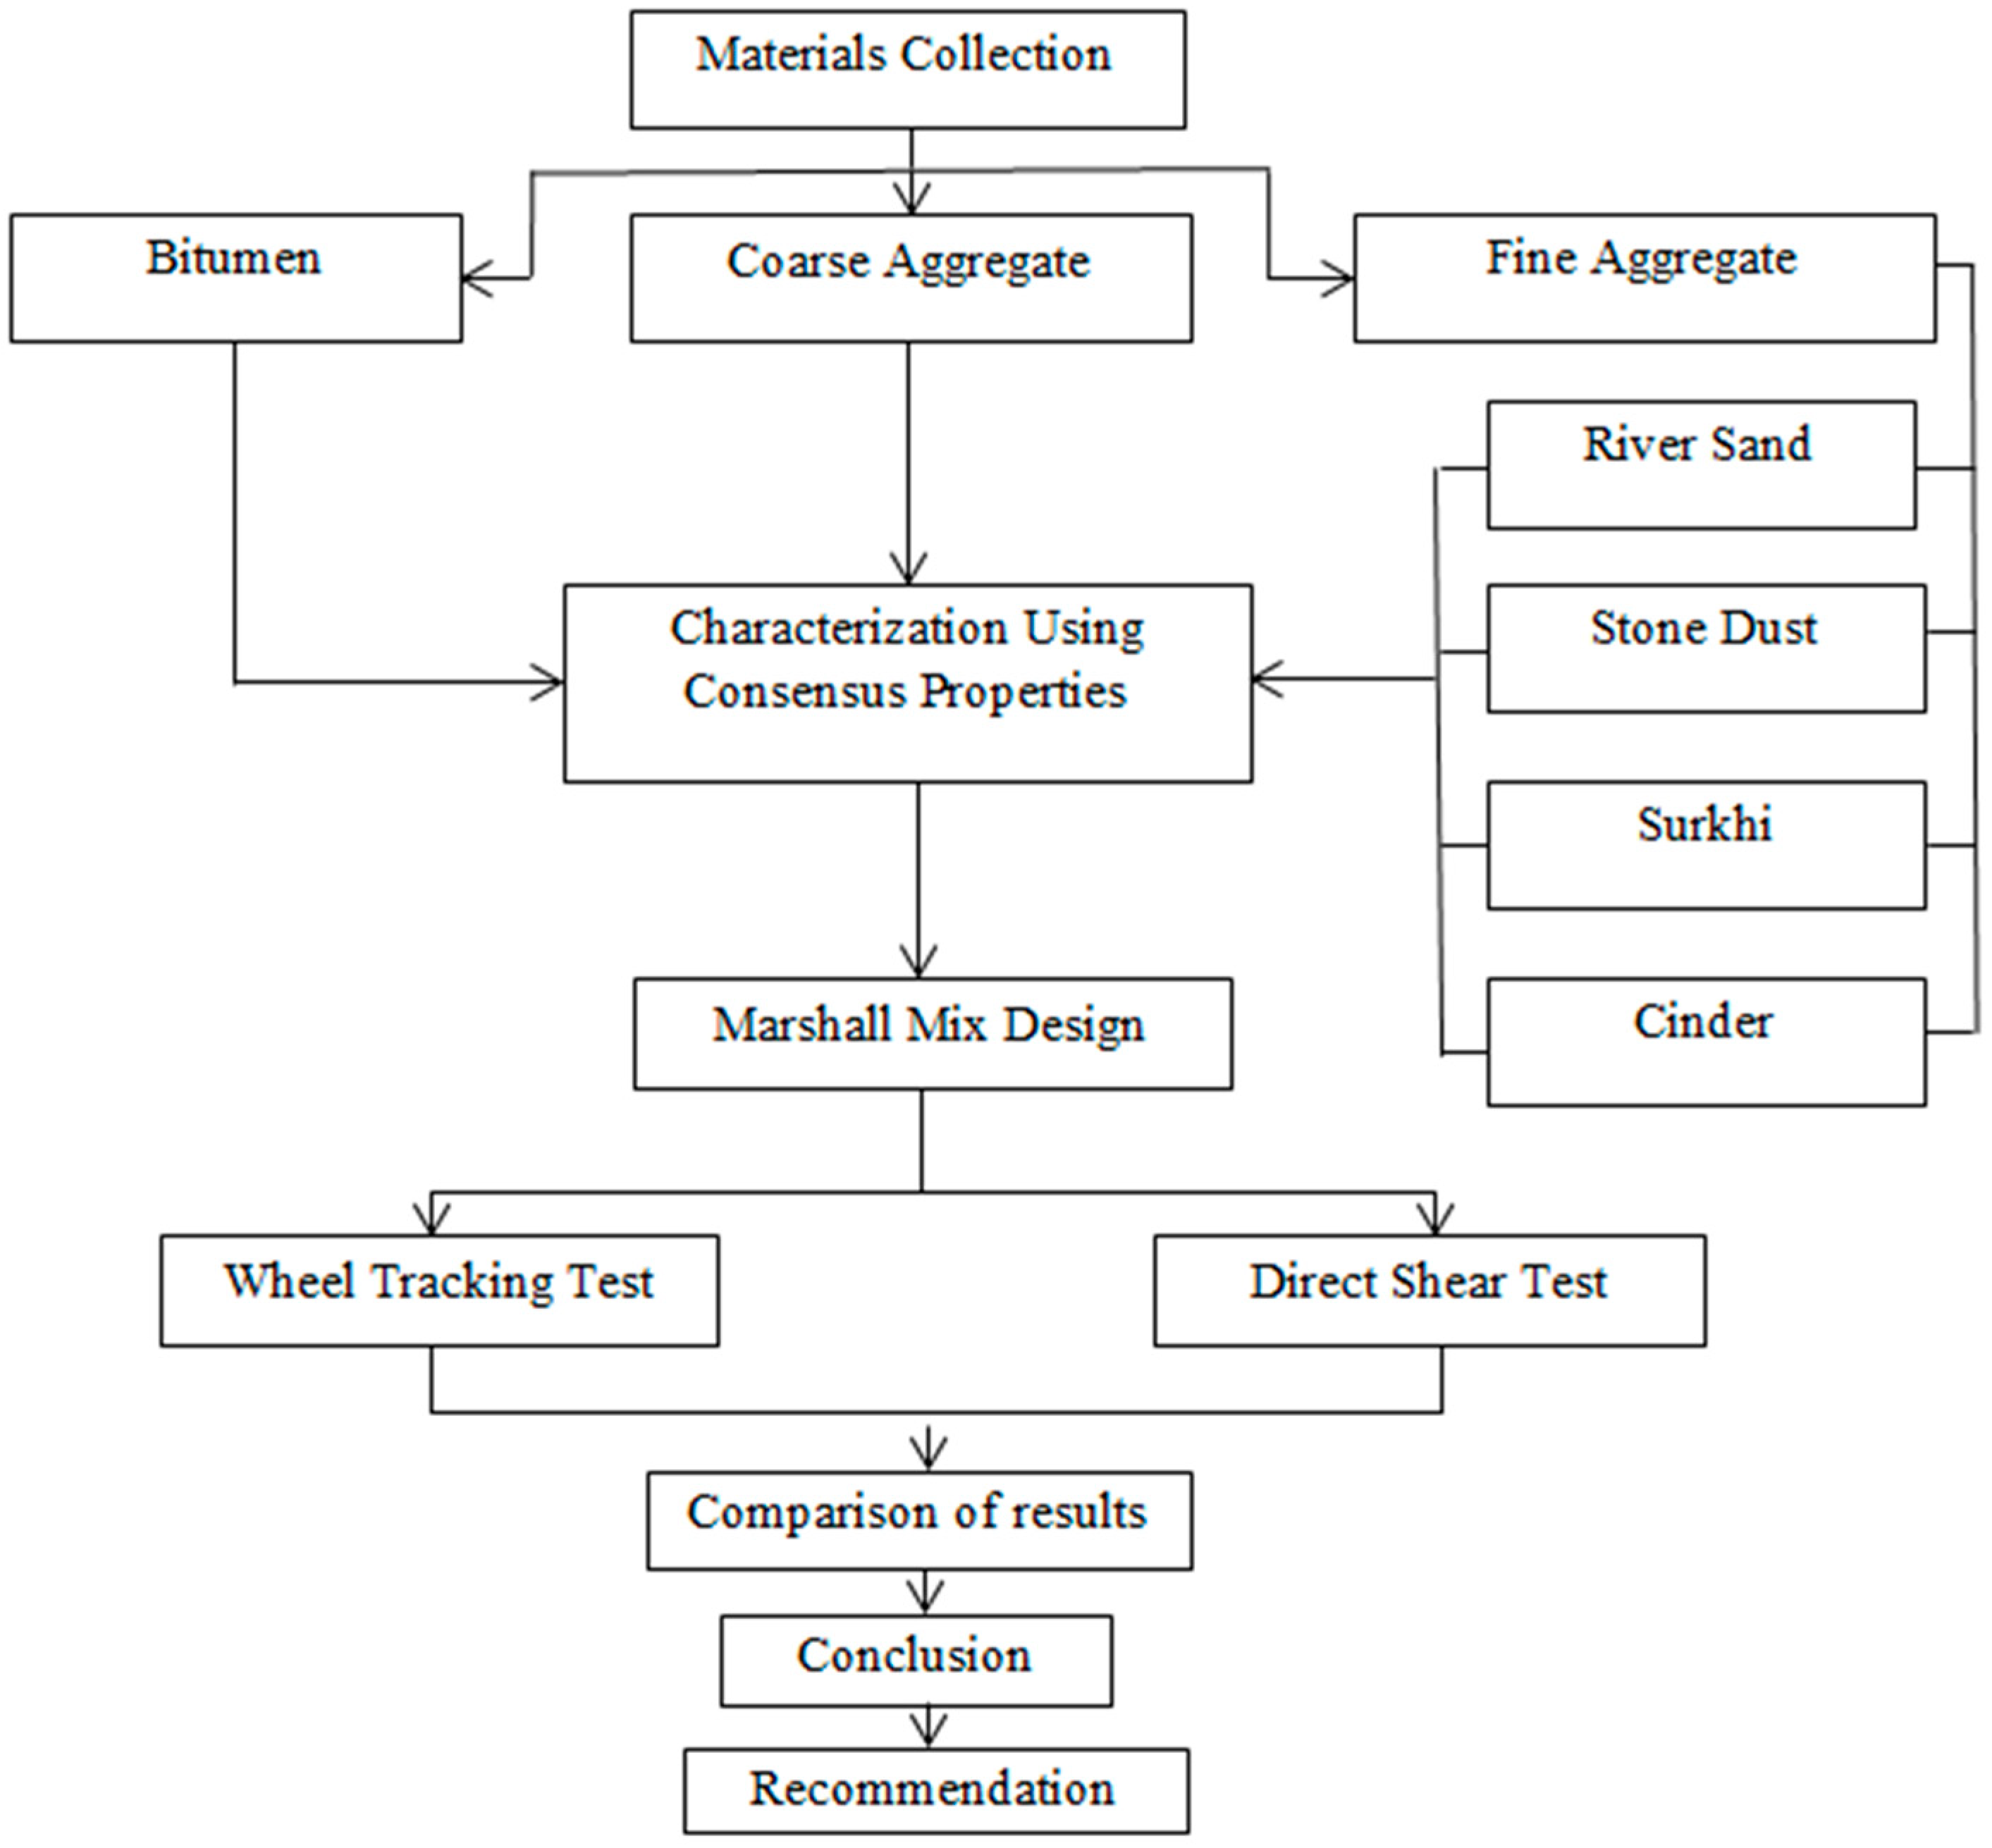 Materials Collection
Bitumen
Coarse Aggregate
Fine Aggregate
River Sand
Stone Dust
Surkhi
Cinder
Characterization Using
Consensus Properties
Marshall Mix Design
Wheel Tracking Test
Direct Shear Test
Comparison of results
Conclusion
Recommendation